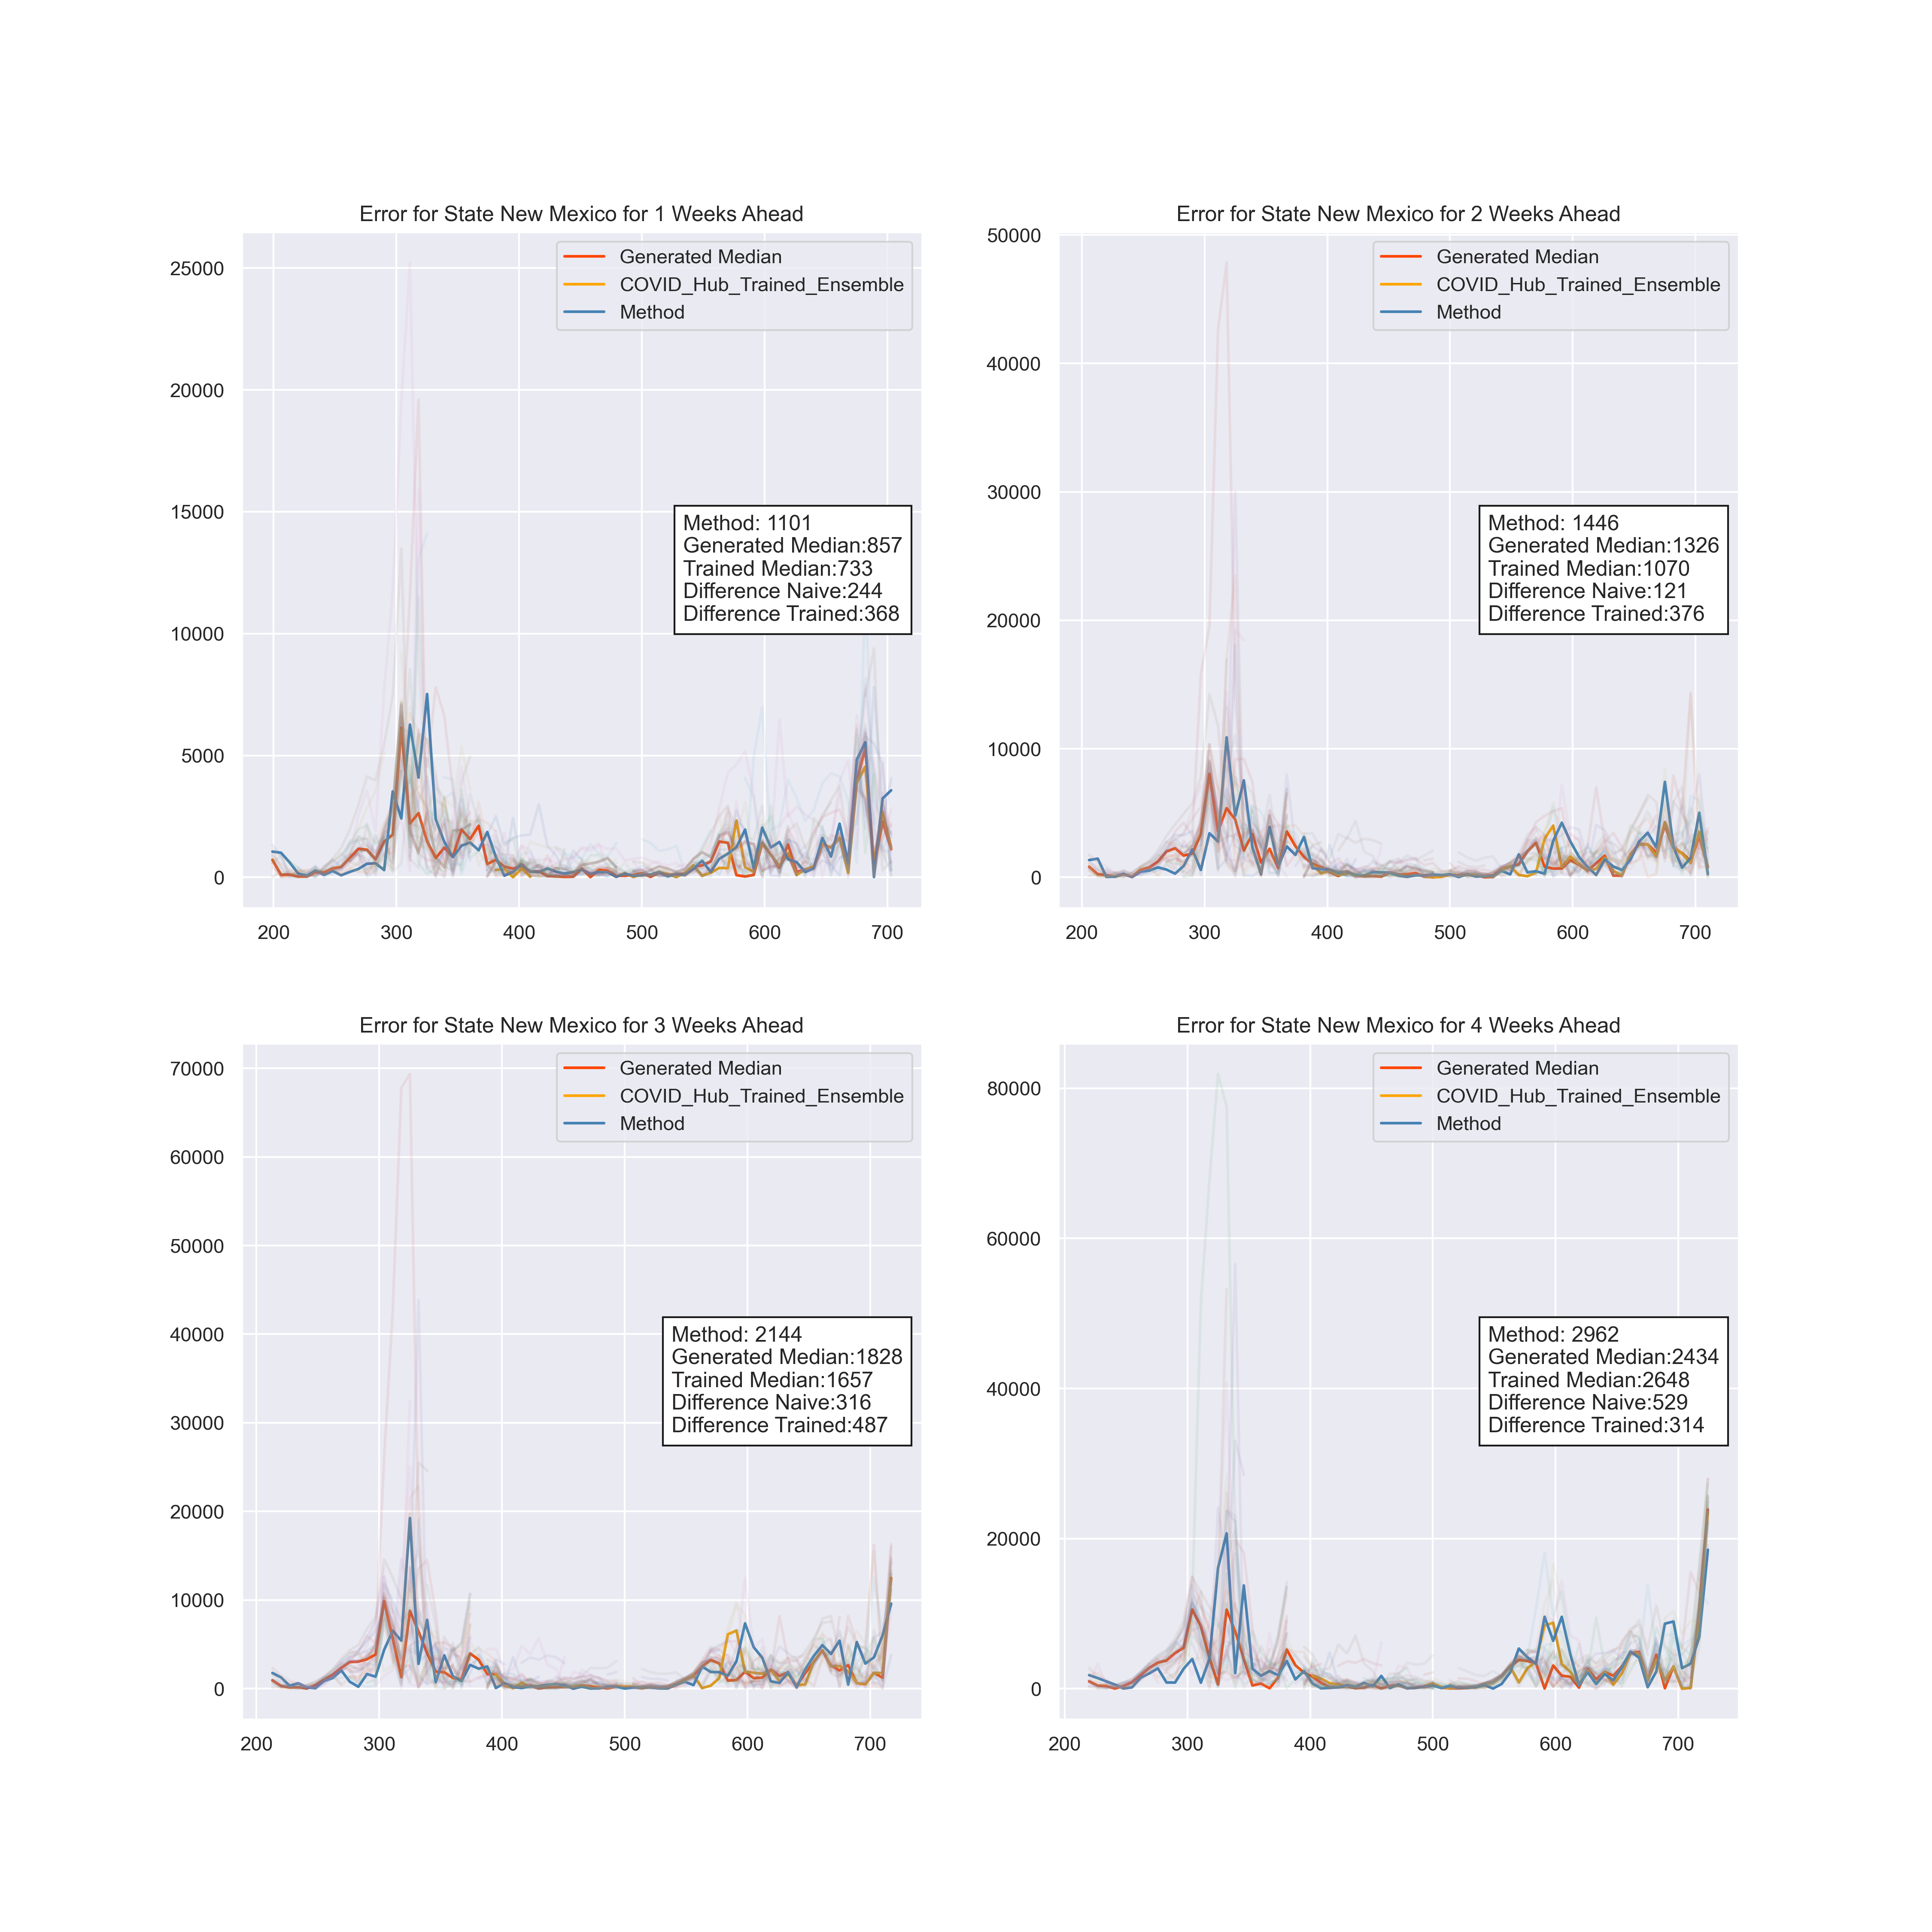 Error for State New Mexico for 1 Weeks Ahead
Generated Median
COVID_Hub_Trained_Ensemble
Method
25000
20000
15000
10000
5000
0
Method: 1101
Generated Median:857
Trained Median:733
Difference Naive:244
Difference Trained:368
200 300 400 500 600 700
Error for State New Mexico for 2 Weeks Ahead
Generated Median
COVID_Hub_Trained_Ensemble
Method
50000
40000
30000
20000
10000
0
Method: 1446
Generated Median:1326
Trained Median:1070
Difference Naive:121
Difference Trained:376
200 300 400 500 600 700
Error for State New Mexico for 3 Weeks Ahead
Generated Median
COVID_Hub_Trained_Ensemble
Method
70000
60000
50000
40000
30000
20000
10000
0
Method: 2144
Generated Median:1828
Trained Median:1657
Difference Naive:316
Difference Trained:487
200 300 400 500 600 700
Error for State New Mexico for 4 Weeks Ahead
Generated Median
COVID_Hub_Trained_Ensemble
Method
80000
60000
40000
20000
0
Method: 2962
Generated Median:2434
Trained Median:2648
Difference Naive:529
Difference Trained:314
200 300 400 500 600 700